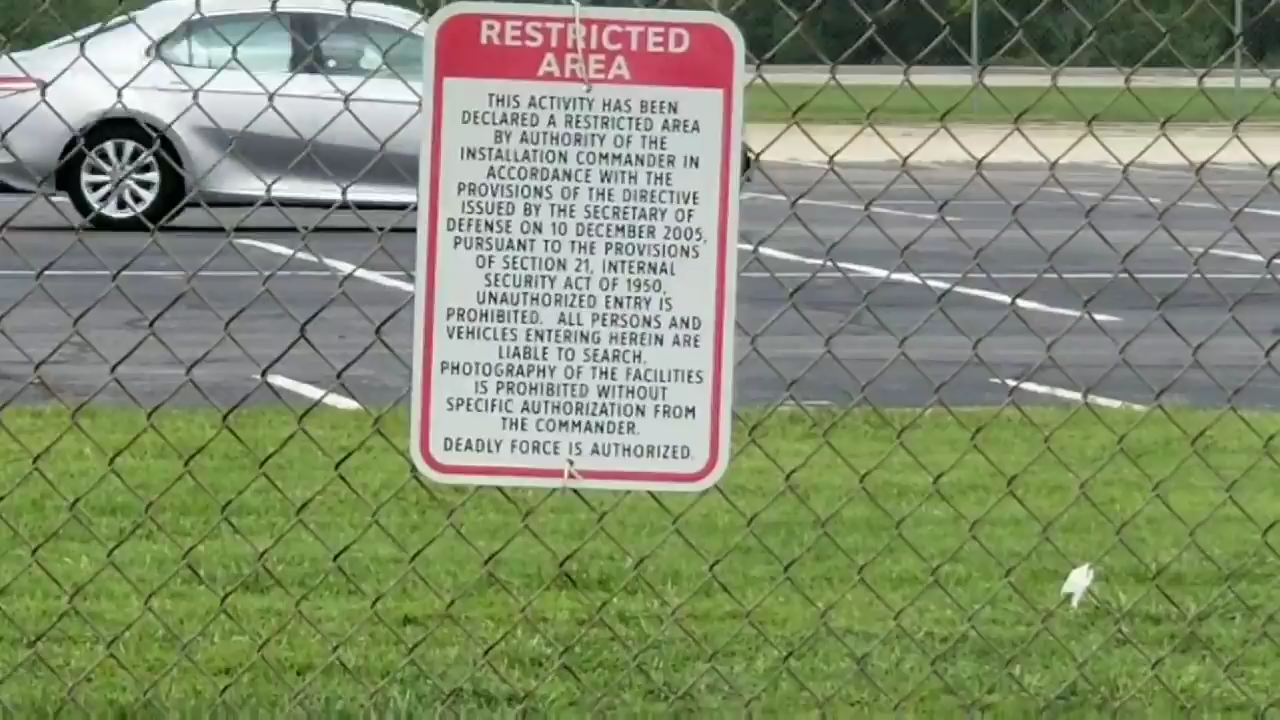 RESTRICTED
AREA
THIS ACTIVITY HAS BEEN
DECLARED A RESTRICTED AREA
BY AUTHORITY OF THE
INSTALLATION COMMANDER IN
ACCORDANCE WITH THE
PROVISIONS OF THE DIRECTIVE
ISSUED BY THE SECRETARY OF
DEFENSE ON 10 DECEMBER 2005,
PURSUANT TO THE PROVISIONS
OF SECTION 21, INTERNAL
SECURITY ACT OF 1950,
UNAUTHORIZED ENTRY IS
PROHIBITED. ALL PERSONS AND
VEHICLES ENTERING HEREIN ARE
LIABLE TO SEARCH.
PHOTOGRAPHY OF THE FACILITIES
IS PROHIBITED WITHOUT
SPECIFIC AUTHORIZATION FROM
THE COMMANDER.
DEADLY FORCE IS AUTHORIZED.